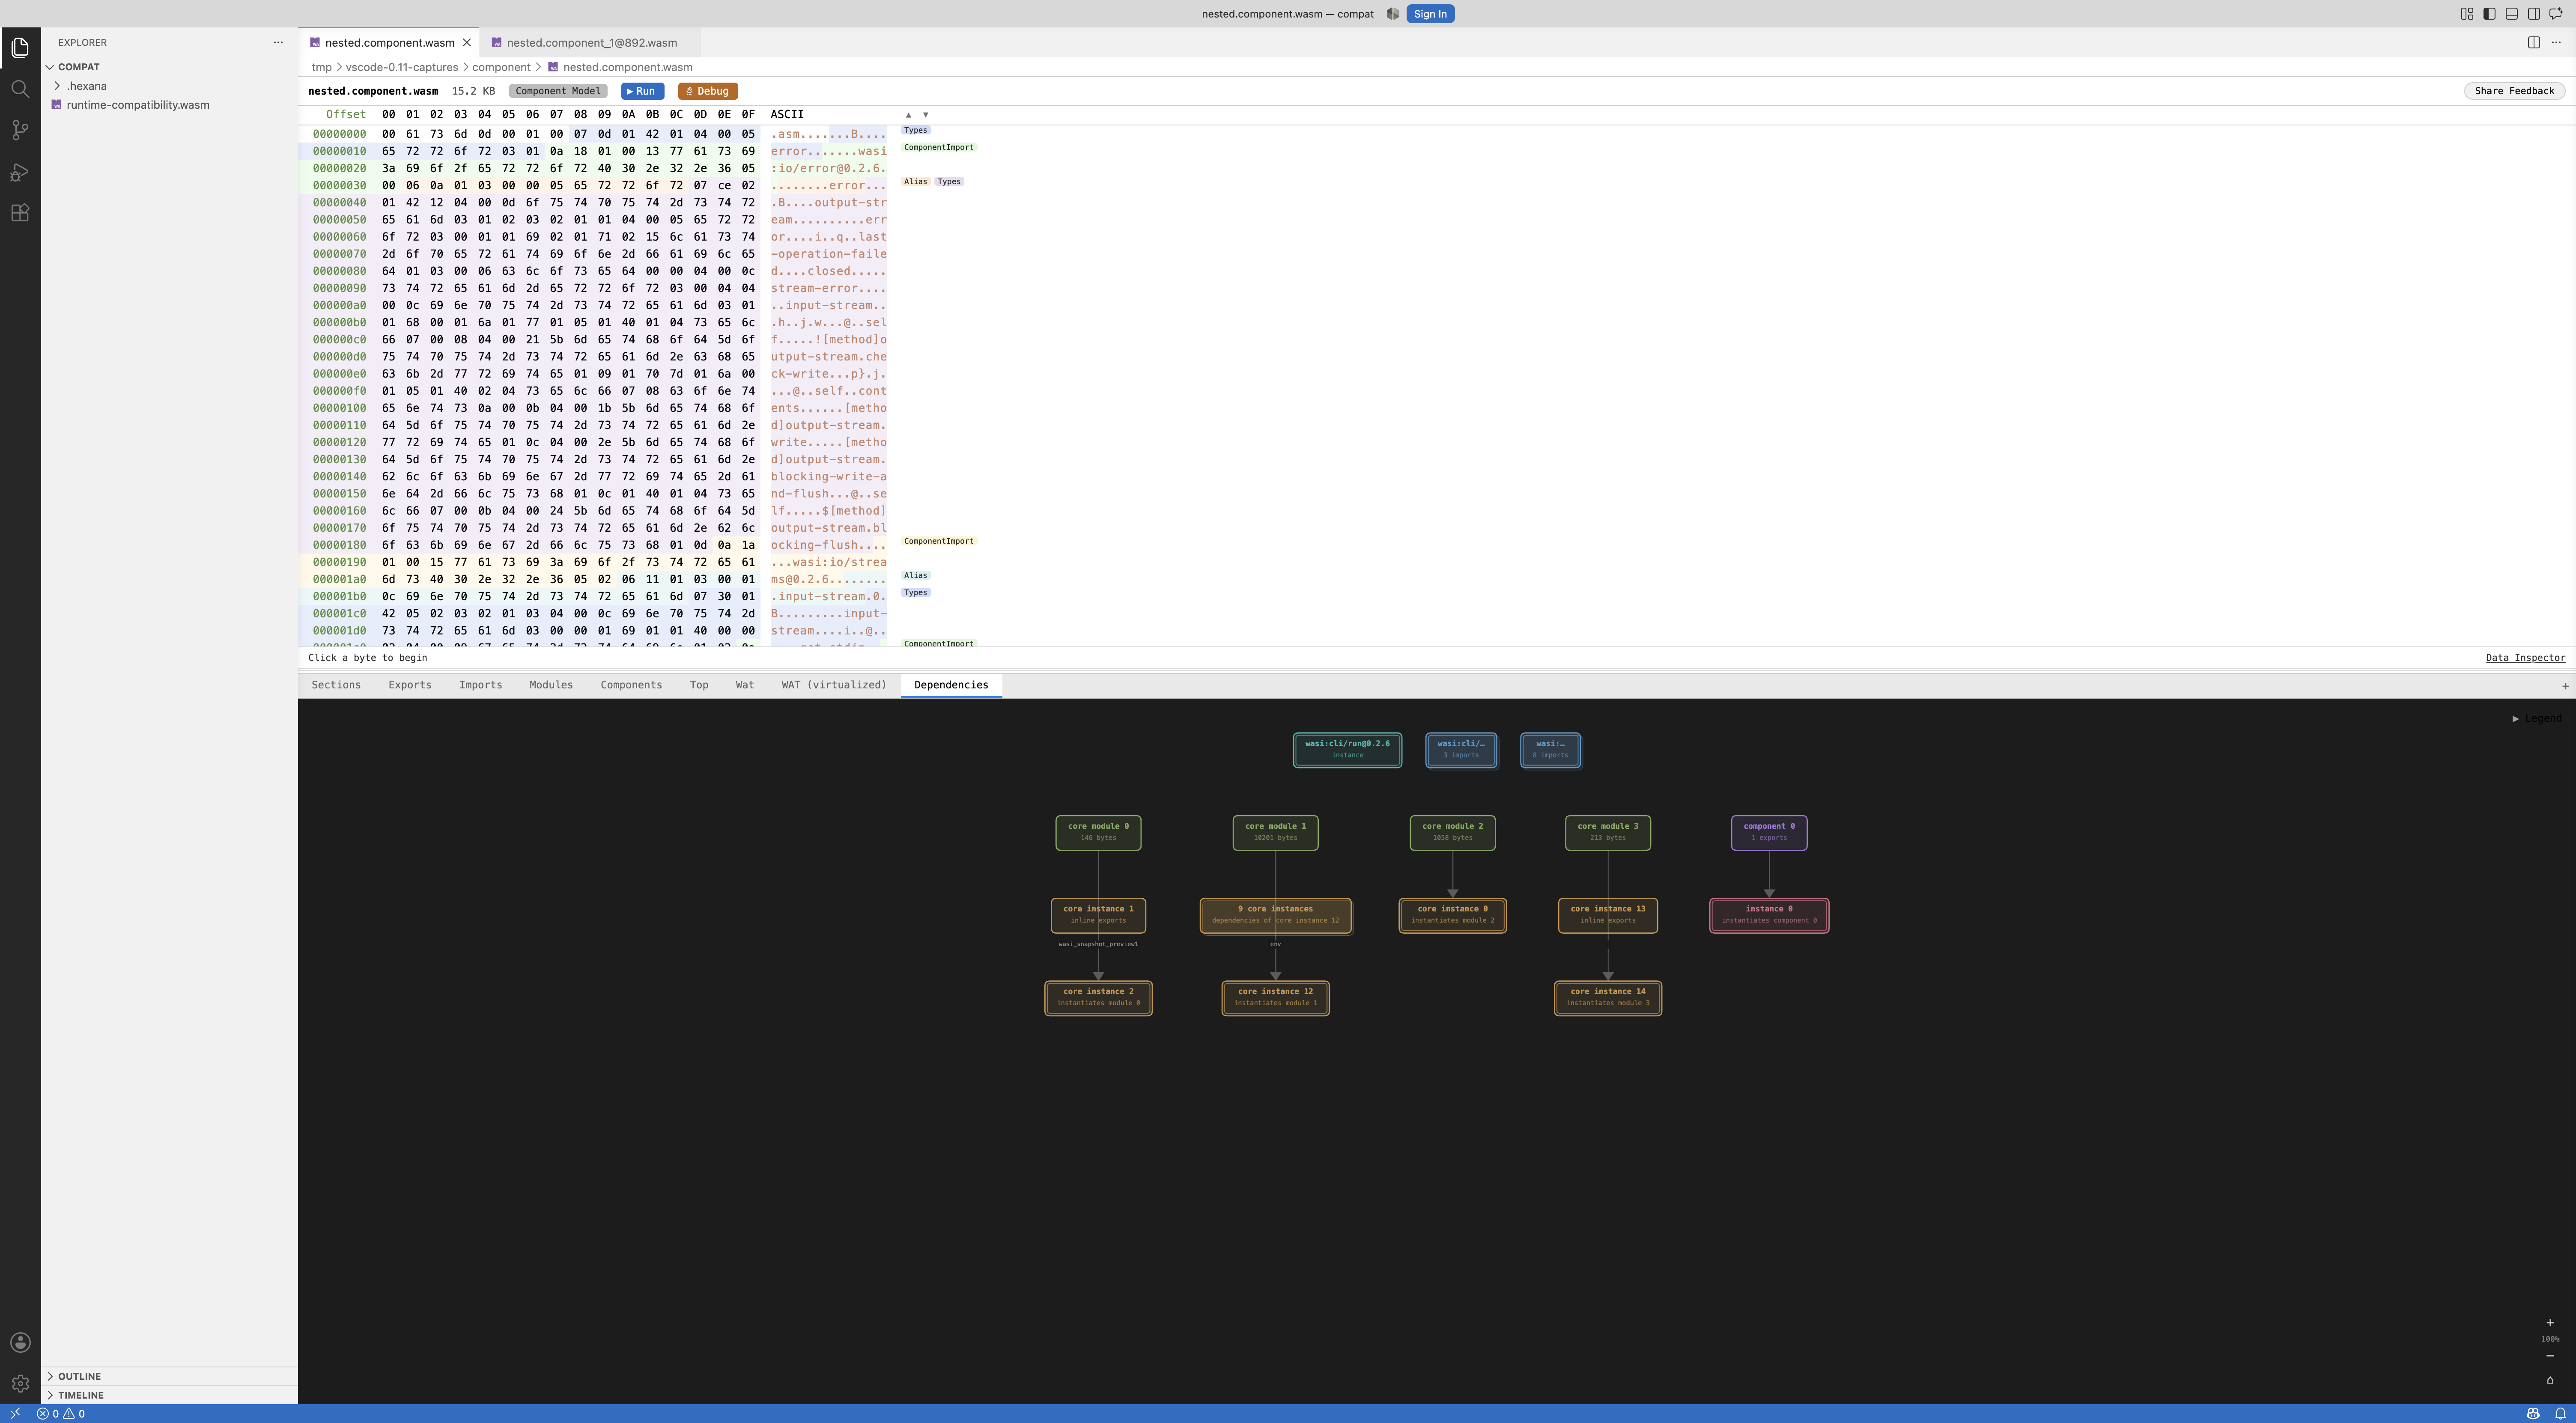 nested.component.wasm — compat
Sign In
EXPLORER
COMPAT
.hexana
runtime-compatibility.wasm
OUTLINE
TIMELINE
nested.component.wasm
nested.component_1@892.wasm
tmp > vscode-0.11-captures > component > nested.component.wasm
nested.component.wasm 15.2 KB Component Model Run Debug Share Feedback
Offset 00 01 02 03 04 05 06 07 08 09 0A 0B 0C 0D 0E 0F ASCII
00000000 00 61 73 6d 0d 00 01 00 07 0d 01 42 01 04 00 05 .asm.......B.... Types
00000010 65 72 72 6f 72 03 01 0a 18 01 00 13 77 61 73 69 error.......wasi ComponentImport
00000020 3a 69 6f 2f 65 72 72 6f 72 40 30 2e 32 2e 36 05 :io/error@0.2.6.
00000030 00 06 0a 01 03 00 00 05 65 72 72 6f 72 07 ce 02 ........error... Alias Types
00000040 01 42 12 04 00 0d 6f 75 74 70 75 74 2d 73 74 72 .B....output-str
00000050 65 61 6d 03 01 02 03 02 01 01 04 00 05 65 72 72 eam..........err
00000060 6f 72 03 00 01 01 69 02 01 71 02 15 6c 61 73 74 or....i..q..last
00000070 2d 6f 70 65 72 61 74 69 6f 6e 2d 66 61 69 6c 65 -operation-faile
00000080 64 01 03 00 06 63 6c 6f 73 65 64 00 00 04 00 0c d....closed.....
00000090 73 74 72 65 61 6d 2d 65 72 72 6f 72 03 00 04 04 stream-error....
000000a0 00 0c 69 6e 70 75 74 2d 73 74 72 65 61 6d 03 01 ..input-stream..
000000b0 01 68 00 01 6a 01 77 01 05 01 40 01 04 73 65 6c .h..j.w...@..sel
000000c0 66 07 00 08 04 00 21 5b 6d 65 74 68 6f 64 5d 6f f.....![method]o
000000d0 75 74 70 75 74 2d 73 74 72 65 61 6d 2e 63 68 65 utput-stream.che
000000e0 63 6b 2d 77 72 69 74 65 01 09 01 70 7d 01 6a 00 ck-write...p}.j.
000000f0 01 05 01 40 02 04 73 65 6c 66 07 08 63 6f 6e 74 ...@..self..cont
00000100 65 6e 74 73 0a 00 0b 04 00 1b 5b 6d 65 74 68 6f ents......[metho
00000110 64 5d 6f 75 74 70 75 74 2d 73 74 72 65 61 6d 2e d]output-stream.
00000120 77 72 69 74 65 01 0c 04 00 2e 5b 6d 65 74 68 6f write.....[metho
00000130 64 5d 6f 75 74 70 75 74 2d 73 74 72 65 61 6d 2e d]output-stream.
00000140 62 6c 6f 63 6b 69 6e 67 2d 77 72 69 74 65 2d 61 blocking-write-a
00000150 6e 64 2d 66 6c 75 73 68 01 0c 01 40 01 04 73 65 nd-flush...@..se
00000160 6c 66 07 00 0b 04 00 24 5b 6d 65 74 68 6f 64 5d lf.....$[method]
00000170 6f 75 74 70 75 74 2d 73 74 72 65 61 6d 2e 62 6c output-stream.bl
00000180 6f 63 6b 69 6e 67 2d 66 6c 75 73 68 01 0d 0a 1a ocking-flush.... ComponentImport
00000190 01 00 15 77 61 73 69 3a 69 6f 2f 73 74 72 65 61 ...wasi:io/strea
000001a0 6d 73 40 30 2e 32 2e 36 05 02 06 11 01 03 00 01 ms@0.2.6........ Alias
000001b0 0c 69 6e 70 75 74 2d 73 74 72 65 61 6d 07 30 01 .input-stream.0. Types
000001c0 42 05 02 03 02 01 03 04 00 0c 69 6e 70 75 74 2d B.........input-
000001d0 73 74 72 65 61 6d 03 00 00 01 69 01 01 40 00 00 stream....i..@..
ComponentImport
Click a byte to begin
Data Inspector
Sections Exports Imports Modules Components Top Wat WAT (virtualized) Dependencies
Legend
wasi:cli/run@0.2.6
instance
wasi:cli/…
3 imports
wasi:…
8 imports
core module 0
146 bytes
core module 1
10201 bytes
core module 2
1058 bytes
core module 3
213 bytes
component 0
1 exports
core instance 1
inline exports
9 core instances
dependencies of core instance 12
core instance 0
instantiates module 2
core instance 13
inline exports
instance 0
instantiates component 0
wasi_snapshot_preview1
env
core instance 2
instantiates module 0
core instance 12
instantiates module 1
core instance 14
instantiates module 3
100%
0 0